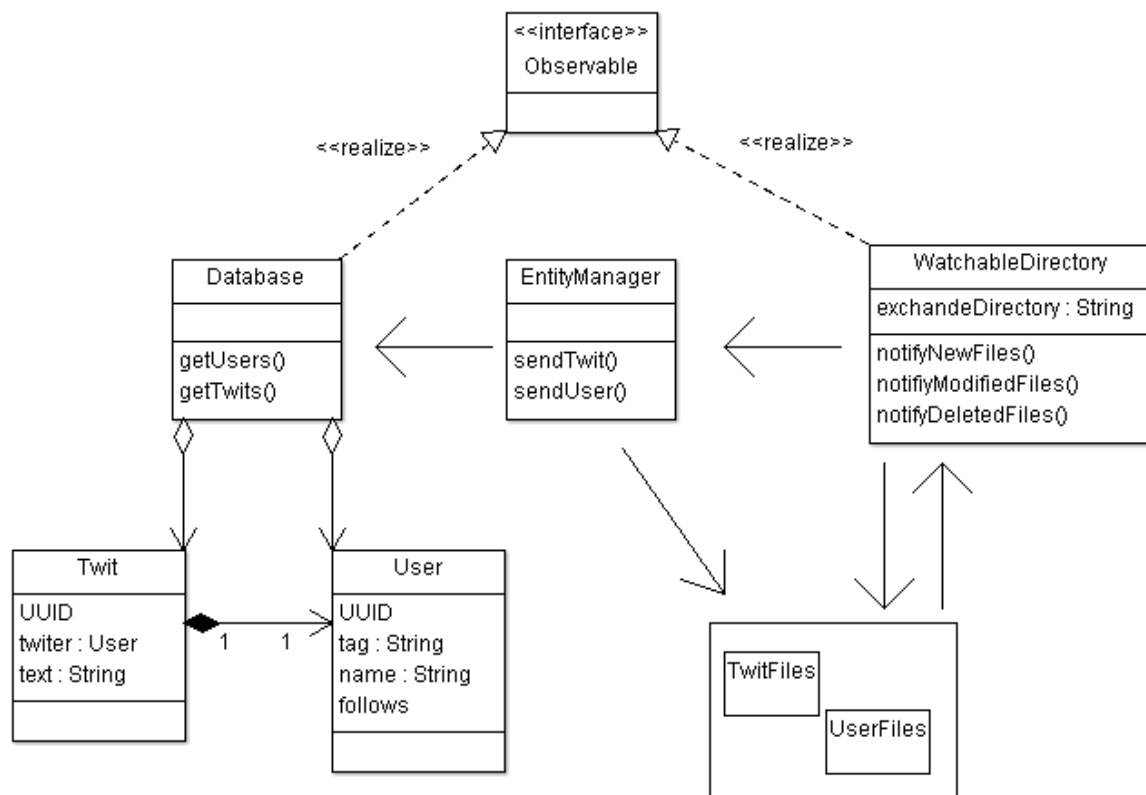 <<interface>>
Observable
<<realize>>
<<realize>>
Database
getUsers()
getTwits()
EntityManager
sendTwit()
sendUser()
WatchableDirectory
exchandeDirectory : String
notifyNewFiles()
notifiyModifiedFiles()
notifyDeletedFiles()
Twit
UUID
twiter : User
text : String
1
1
User
UUID
tag : String
name : String
follows
TwitFiles
UserFiles